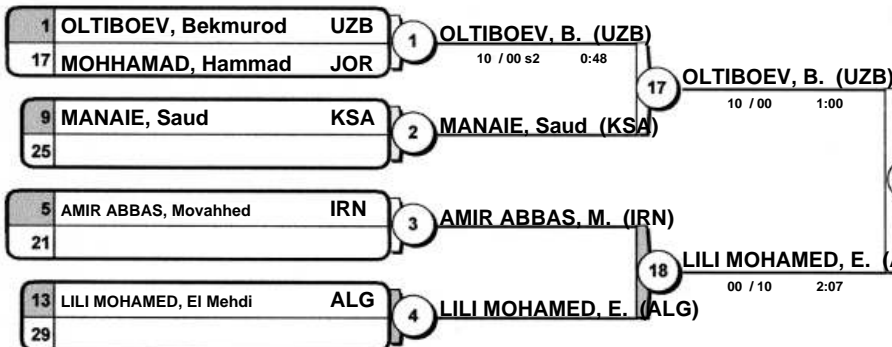 1 OLTIBOEV, Bekmurod UZB
17 MOHHAMAD, Hammad JOR
1
OLTIBOEV, B. (UZB)
10 / 00 s2 0:48
9 MANAIE, Saud KSA
25
2
MANAIE, Saud (KSA)
17
OLTIBOEV, B. (UZB)
10 / 00 1:00
5 AMIR ABBAS, Movahhed IRN
21
3
AMIR ABBAS, M. (IRN)
13 LILI MOHAMED, El Mehdi ALG
29
4
LILI MOHAMED, E. (ALG)
18
LILI MOHAMED, E. (
00 / 10 2:07